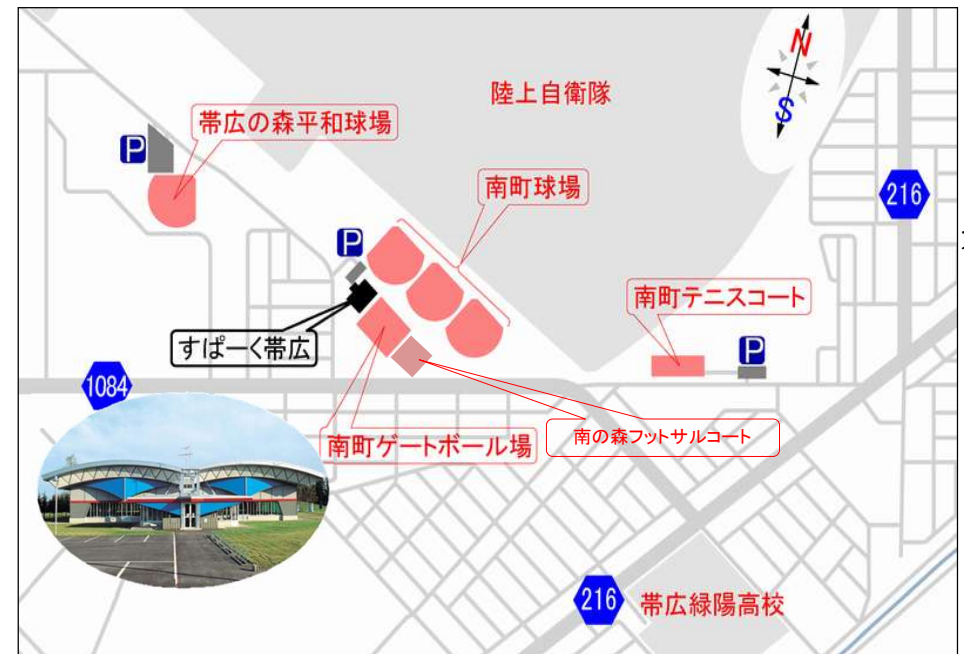 N
S
陸上自衛隊
帯広の森平和球場
P
南町球場
216
P
南町テニスコート
すぱーく帯広
P
1084
南町ゲートボール場
南の森フットサルコート
216
帯広緑陽高校